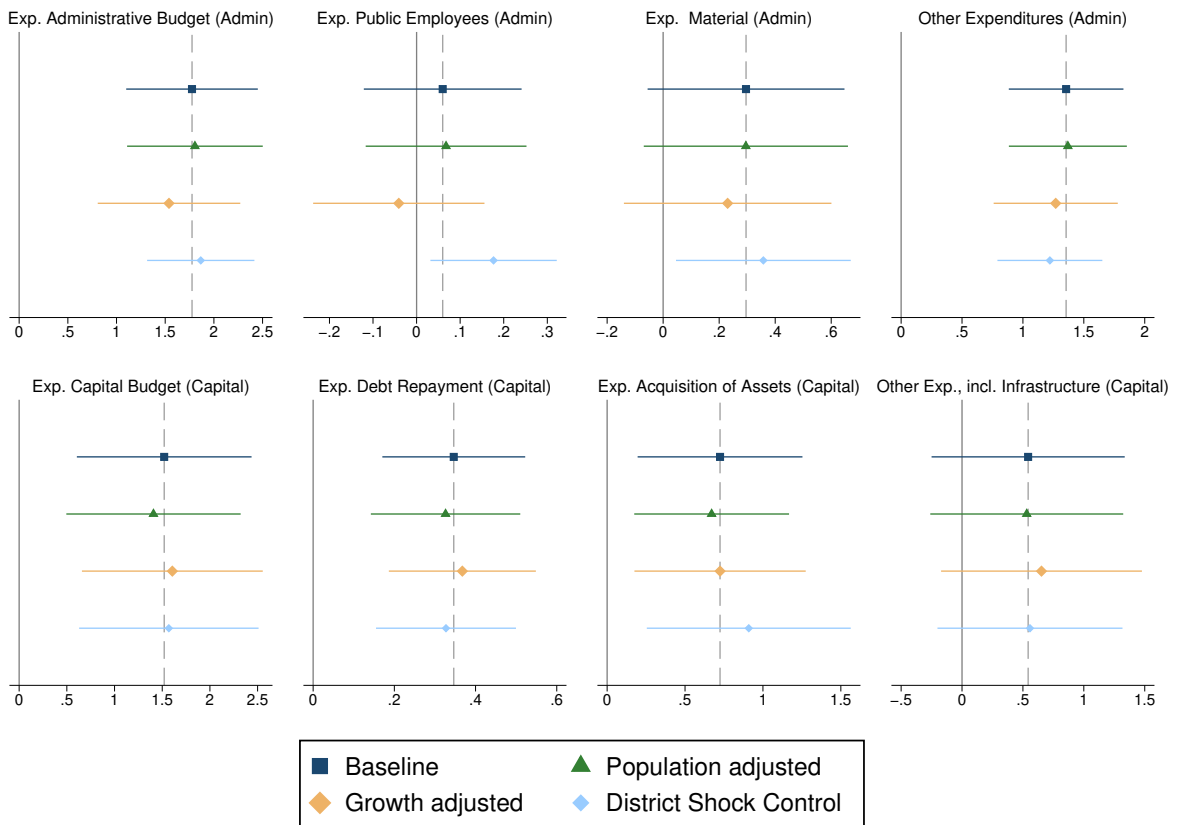 Exp. Administrative Budget (Admin)
Exp. Public Employees (Admin)
Exp. Material (Admin)
Other Expenditures (Admin)
0 .5 1 1.5 2 2.5
−.2 −.1 0 .1 .2 .3
−.2 0 .2 .4 .6
0 .5 1 1.5 2
Exp. Capital Budget (Capital)
Exp. Debt Repayment (Capital)
Exp. Acquisition of Assets (Capital)
Other Exp., incl. Infrastructure (Capital)
0 .5 1 1.5 2 2.5
0 .2 .4 .6
0 .5 1 1.5
−.5 0 .5 1 1.5
Baseline
Population adjusted
Growth adjusted
District Shock Control